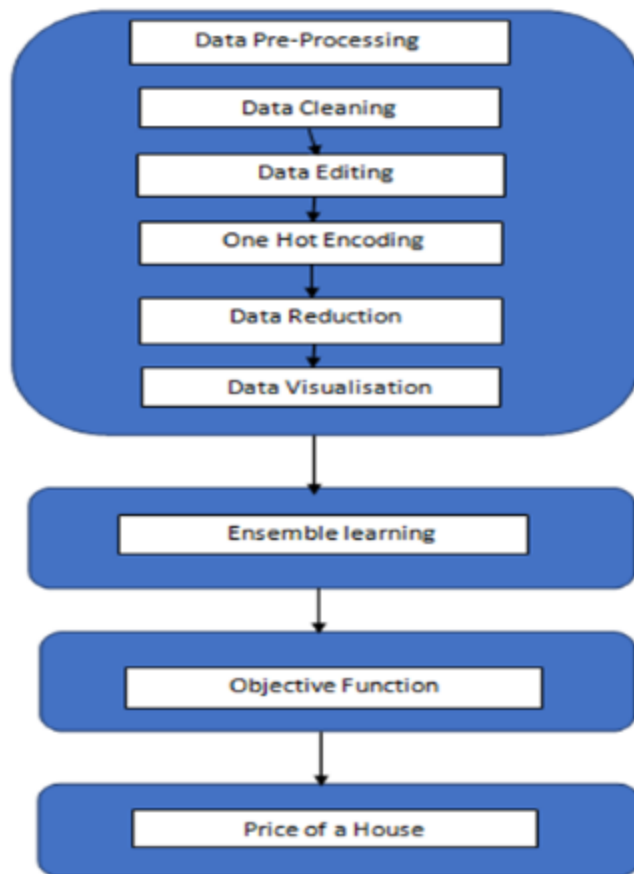 Data Pre-Processing
Data Cleaning
Data Editing
One Hot Encoding
Data Reduction
Data Visualisation
Ensemble learning
Objective Function
Price of a House